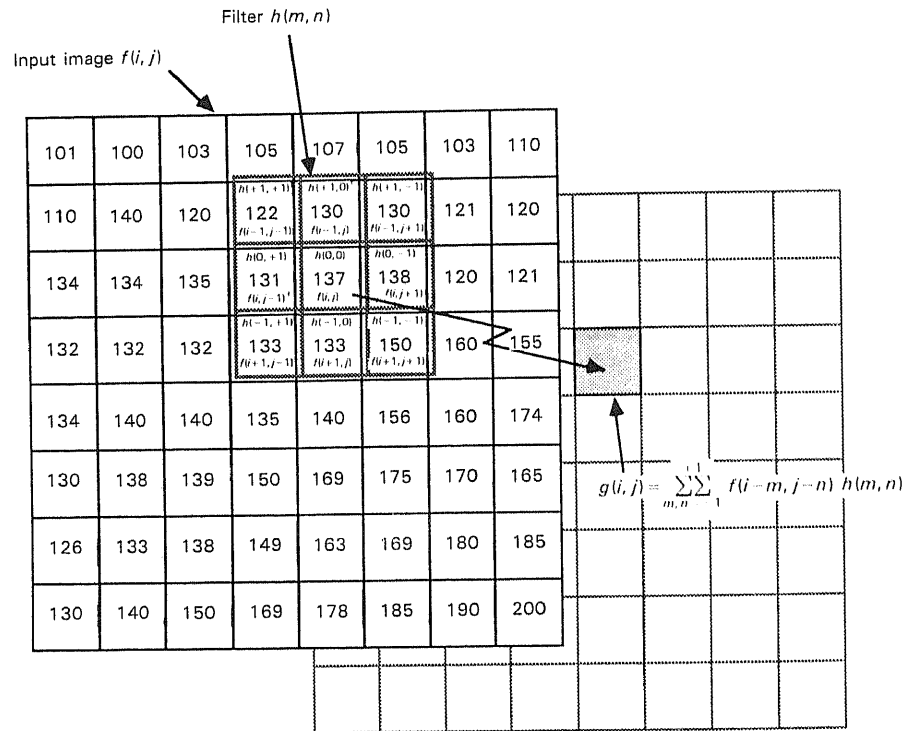 Filter h(m, n)
Input image f(i, j)
101 100 103 105 107 105 103 110
h(+1, +1) h(+1, 0) h(+1, -1)
110 140 120 122 130 130 121 120
f(i-1, j-1) f(i-1, j) f(i-1, j+1)
h(0, +1) h(0,0) h(0, -1)
134 134 135 131 137 138 120 121
f(i, j-1) f(i, j) f(i, j+1)
h(-1, +1) h(-1,0) h(-1, -1)
132 132 132 133 133 150 160 155
f(i+1, j-1) f(i+1, j) f(i+1, j+1)
134 140 140 135 140 156 160 174
130 138 139 150 169 175 170 165
g(i, j) = ∑∑ f(i-m, j-n) h(m, n)
m, n 1
126 133 138 149 163 169 180 185
130 140 150 169 178 185 190 200